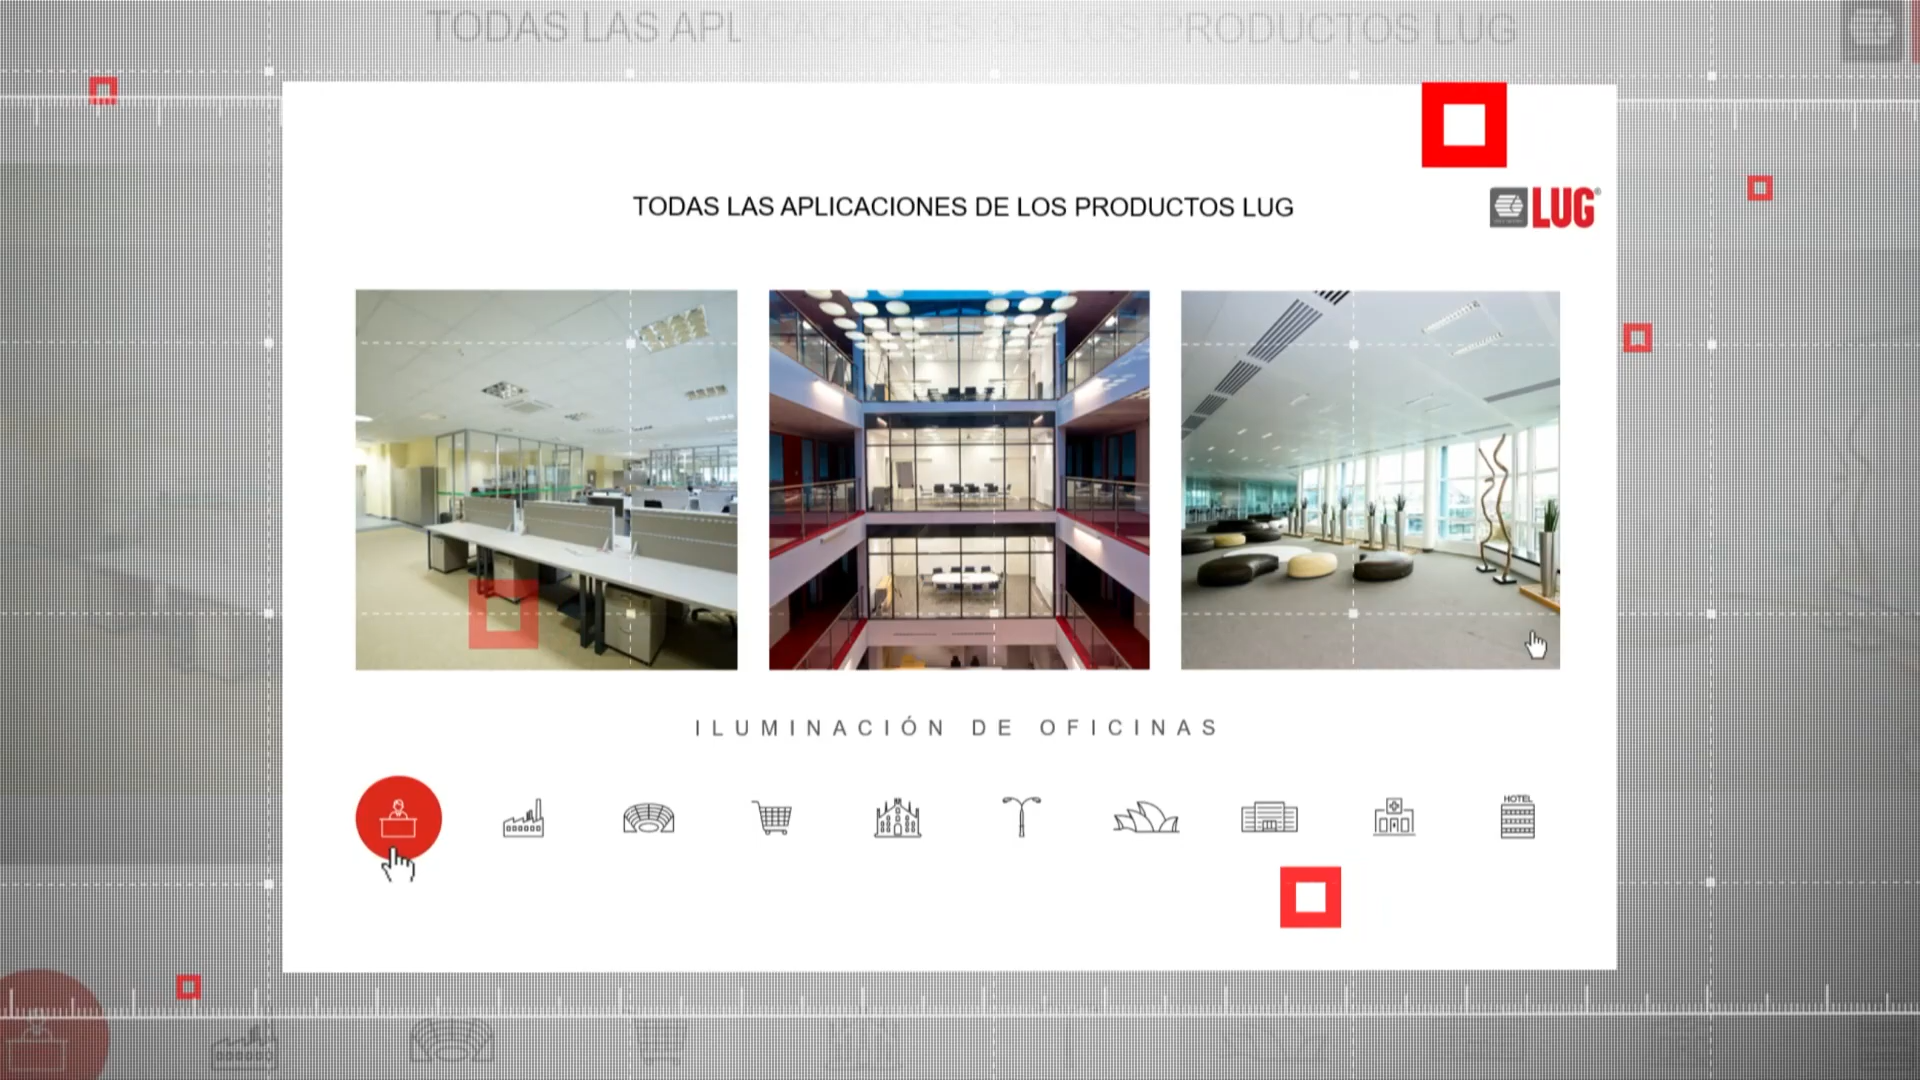 TODAS LAS APLICACIONES DE LOS PRODUCTOS LUG
TODAS LAS APLICACIONES DE LOS PRODUCTOS LUG
LUG®
ILUMINACIÓN DE OFICINAS
HOTEL